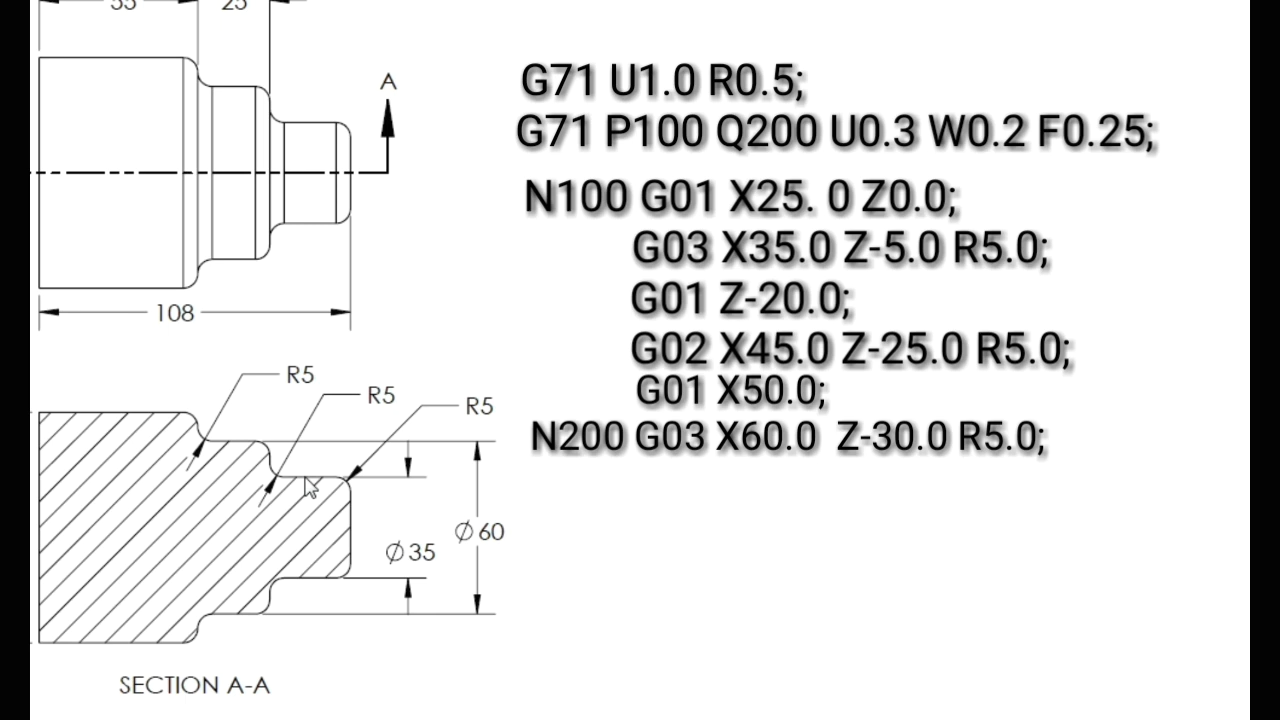 55 25
G71 U1.0 R0.5;
A
G71 P100 Q200 U0.3 W0.2 F0.25;
N100 G01 X25. 0 Z0.0;
G03 X35.0 Z-5.0 R5.0;
G01 Z-20.0;
108
G02 X45.0 Z-25.0 R5.0;
R5
R5
R5
G01 X50.0;
N200 G03 X60.0 Z-30.0 R5.0;
Ø60
Ø35
SECTION A-A